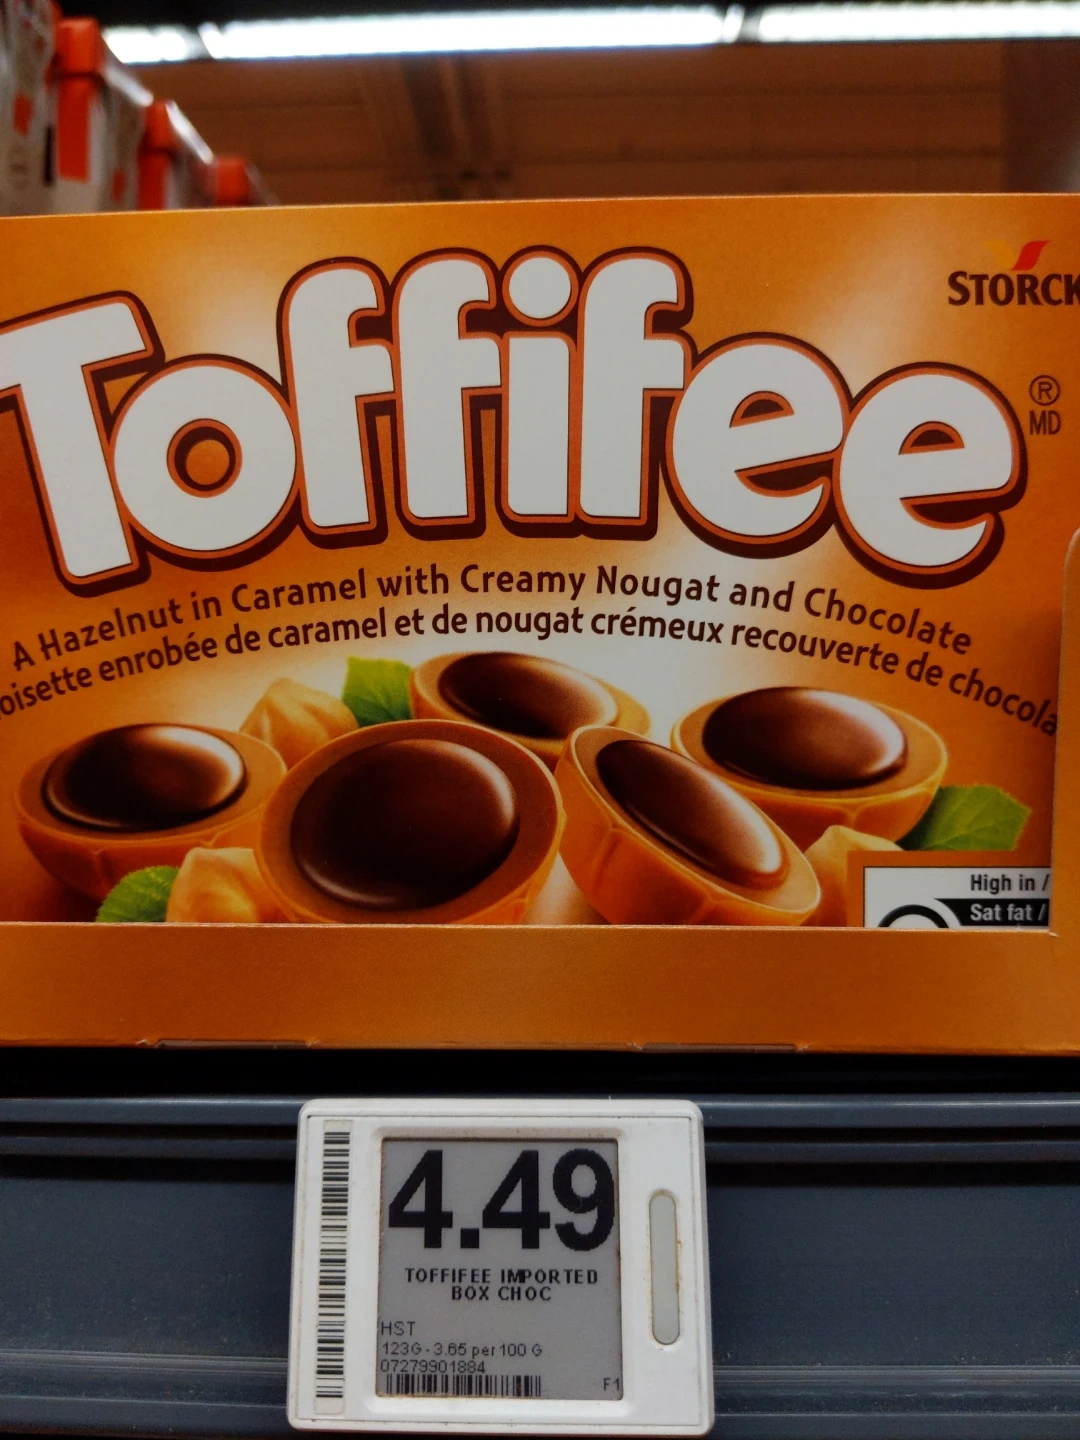 STORCK
Toffifee
®
MD
A Hazelnut in Caramel with Creamy Nougat and Chocolate
oisette enrobée de caramel et de nougat crémeux recouverte de chocola
High in /
Sat fat /
4.49
TOFFIFEE IMPORTED
BOX CHOC
HST
123G - 3.65 per 100 G
07279901884
F1